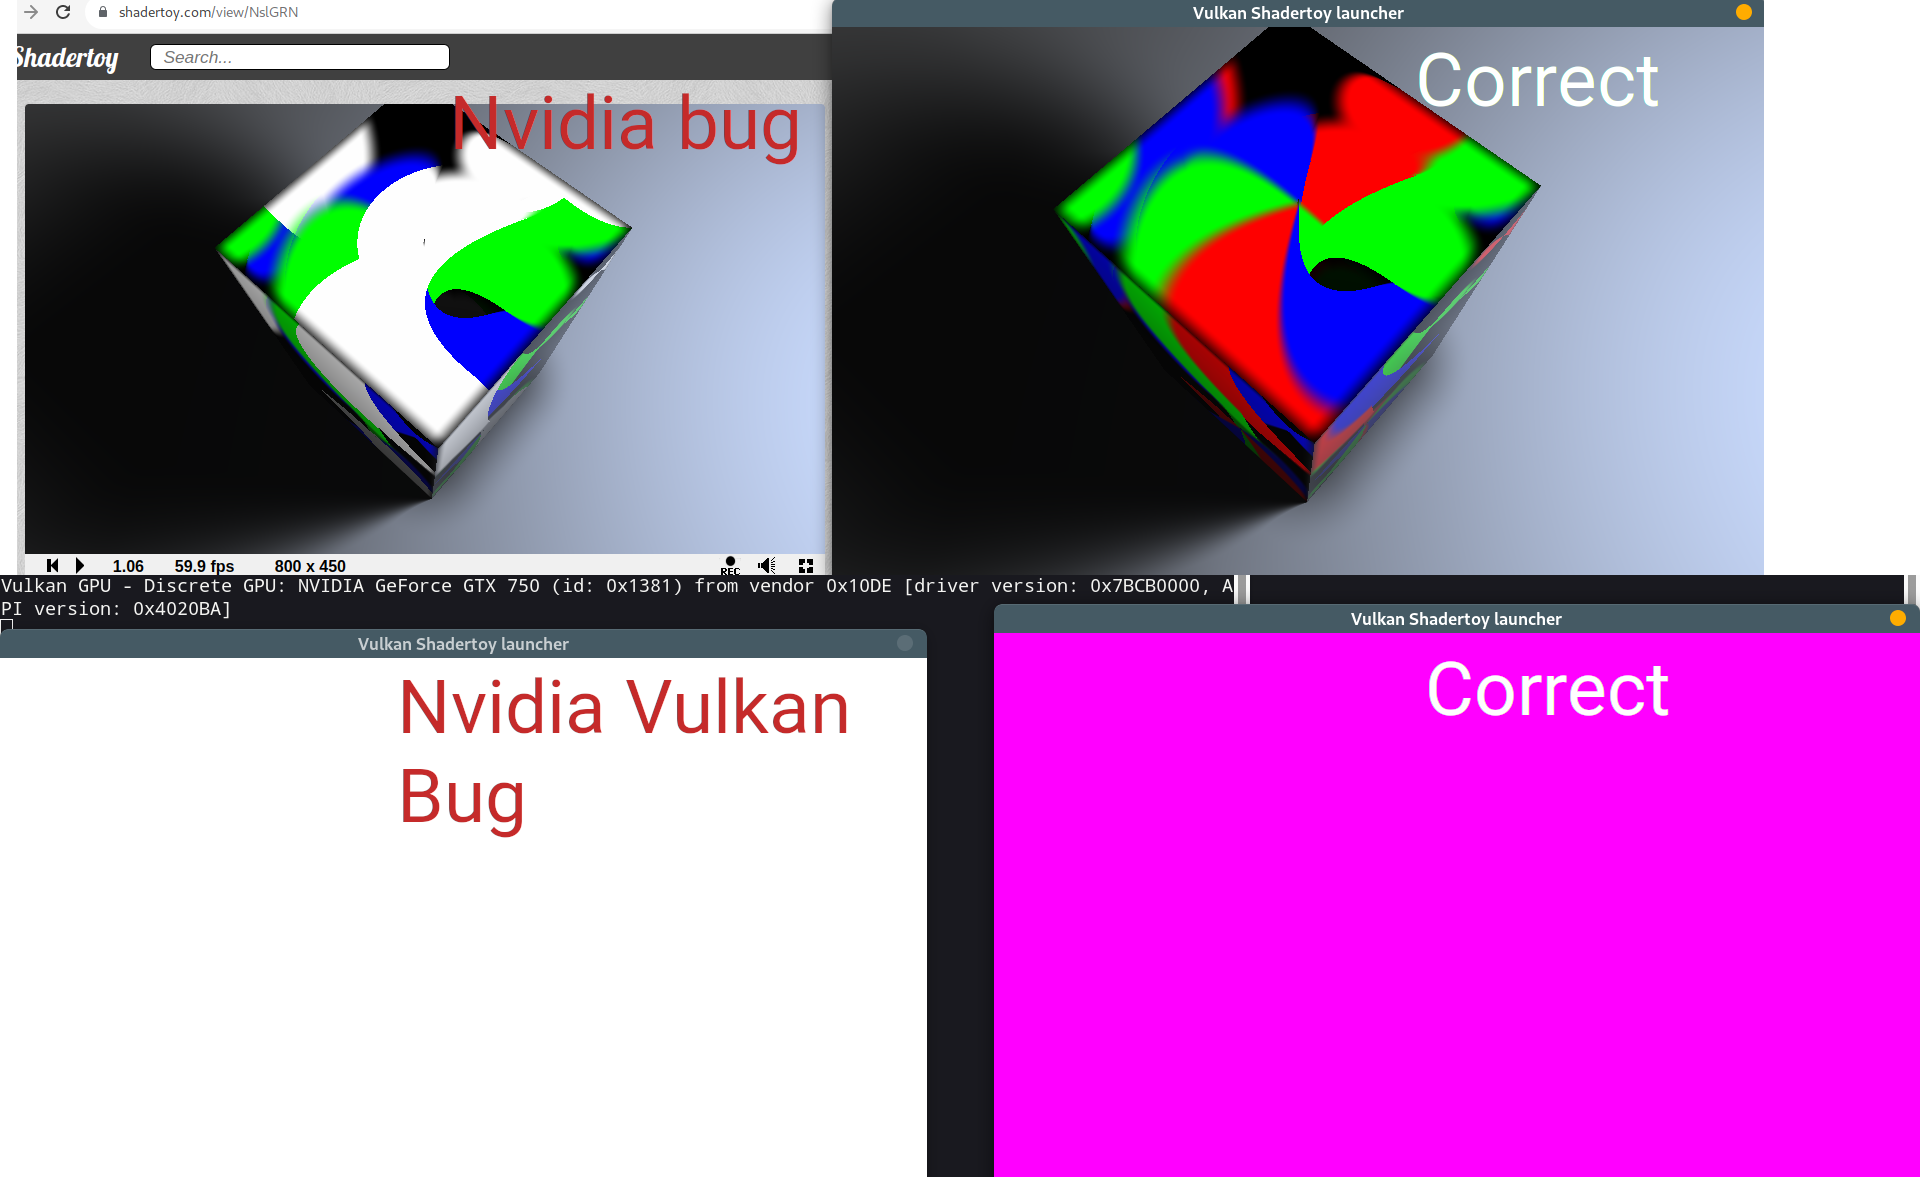 shadertoy.com/view/NslGRN
Vulkan Shadertoy launcher
Shadertoy
Search...
Nvidia bug
Correct
1.06 59.9 fps 800 x 450
REC
Vulkan GPU - Discrete GPU: NVIDIA GeForce GTX 750 (id: 0x1381) from vendor 0x10DE [driver version: 0x7BCB0000, A
PI version: 0x4020BA]
Vulkan Shadertoy launcher
Nvidia Vulkan
Bug
Vulkan Shadertoy launcher
Correct